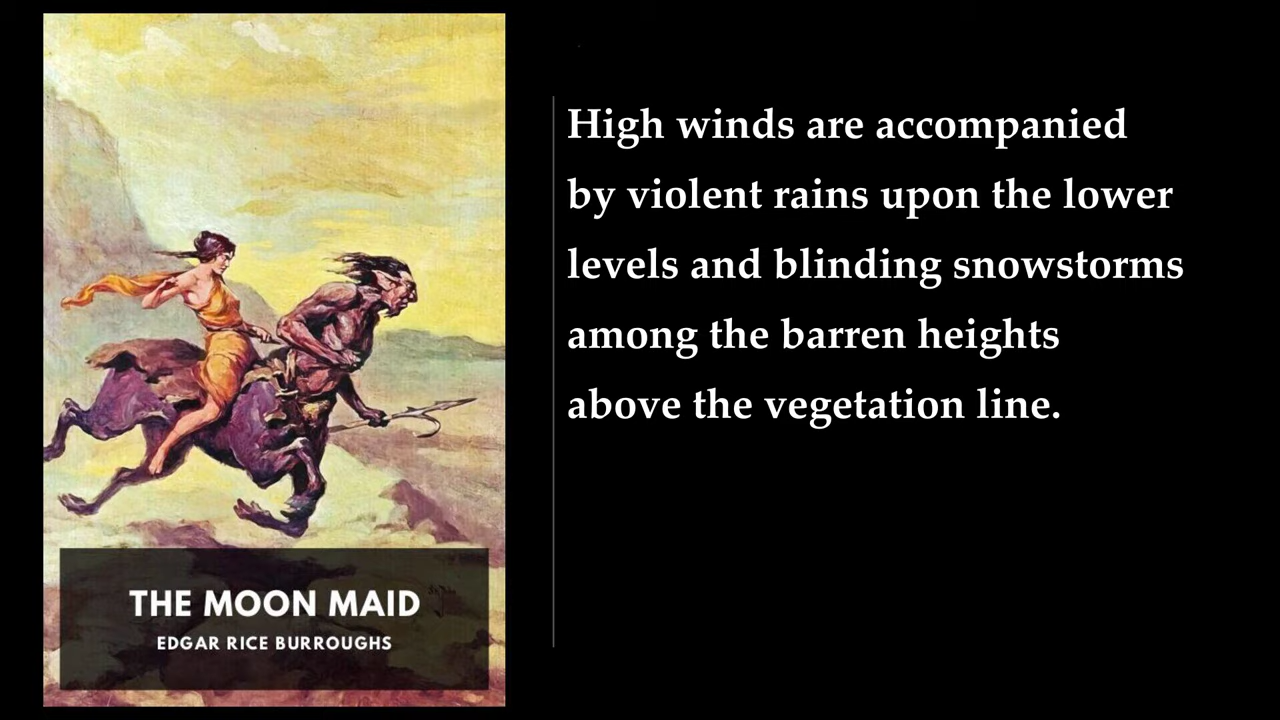 High winds are accompanied
by violent rains upon the lower
levels and blinding snowstorms
among the barren heights
above the vegetation line.
THE MOON MAID
EDGAR RICE BURROUGHS